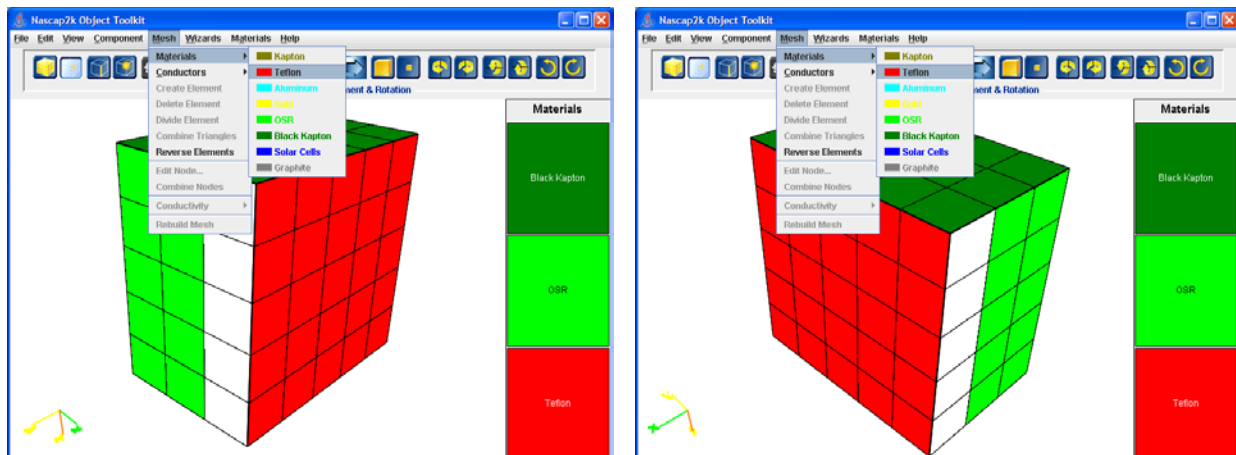 Nascap2k Object Toolkit
File Edit View Component Mesh Wizards Materials Help
Materials
Conductors
Create Element
Delete Element
Divide Element
Combine Triangles
Reverse Elements
Edit Node...
Combine Nodes
Conductivity
Rebuild Mesh
Kapton
Teflon
Aluminum
Gold
OSR
Black Kapton
Solar Cells
Graphite
ment & Rotation
Materials
Black Kapton
OSR
Teflon
Nascap2k Object Toolkit
File Edit View Component Mesh Wizards Materials Help
Materials
Conductors
Create Element
Delete Element
Divide Element
Combine Triangles
Reverse Elements
Edit Node...
Combine Nodes
Conductivity
Rebuild Mesh
Kapton
Teflon
Aluminum
Gold
OSR
Black Kapton
Solar Cells
Graphite
ment & Rotation
Materials
Black Kapton
OSR
Teflon